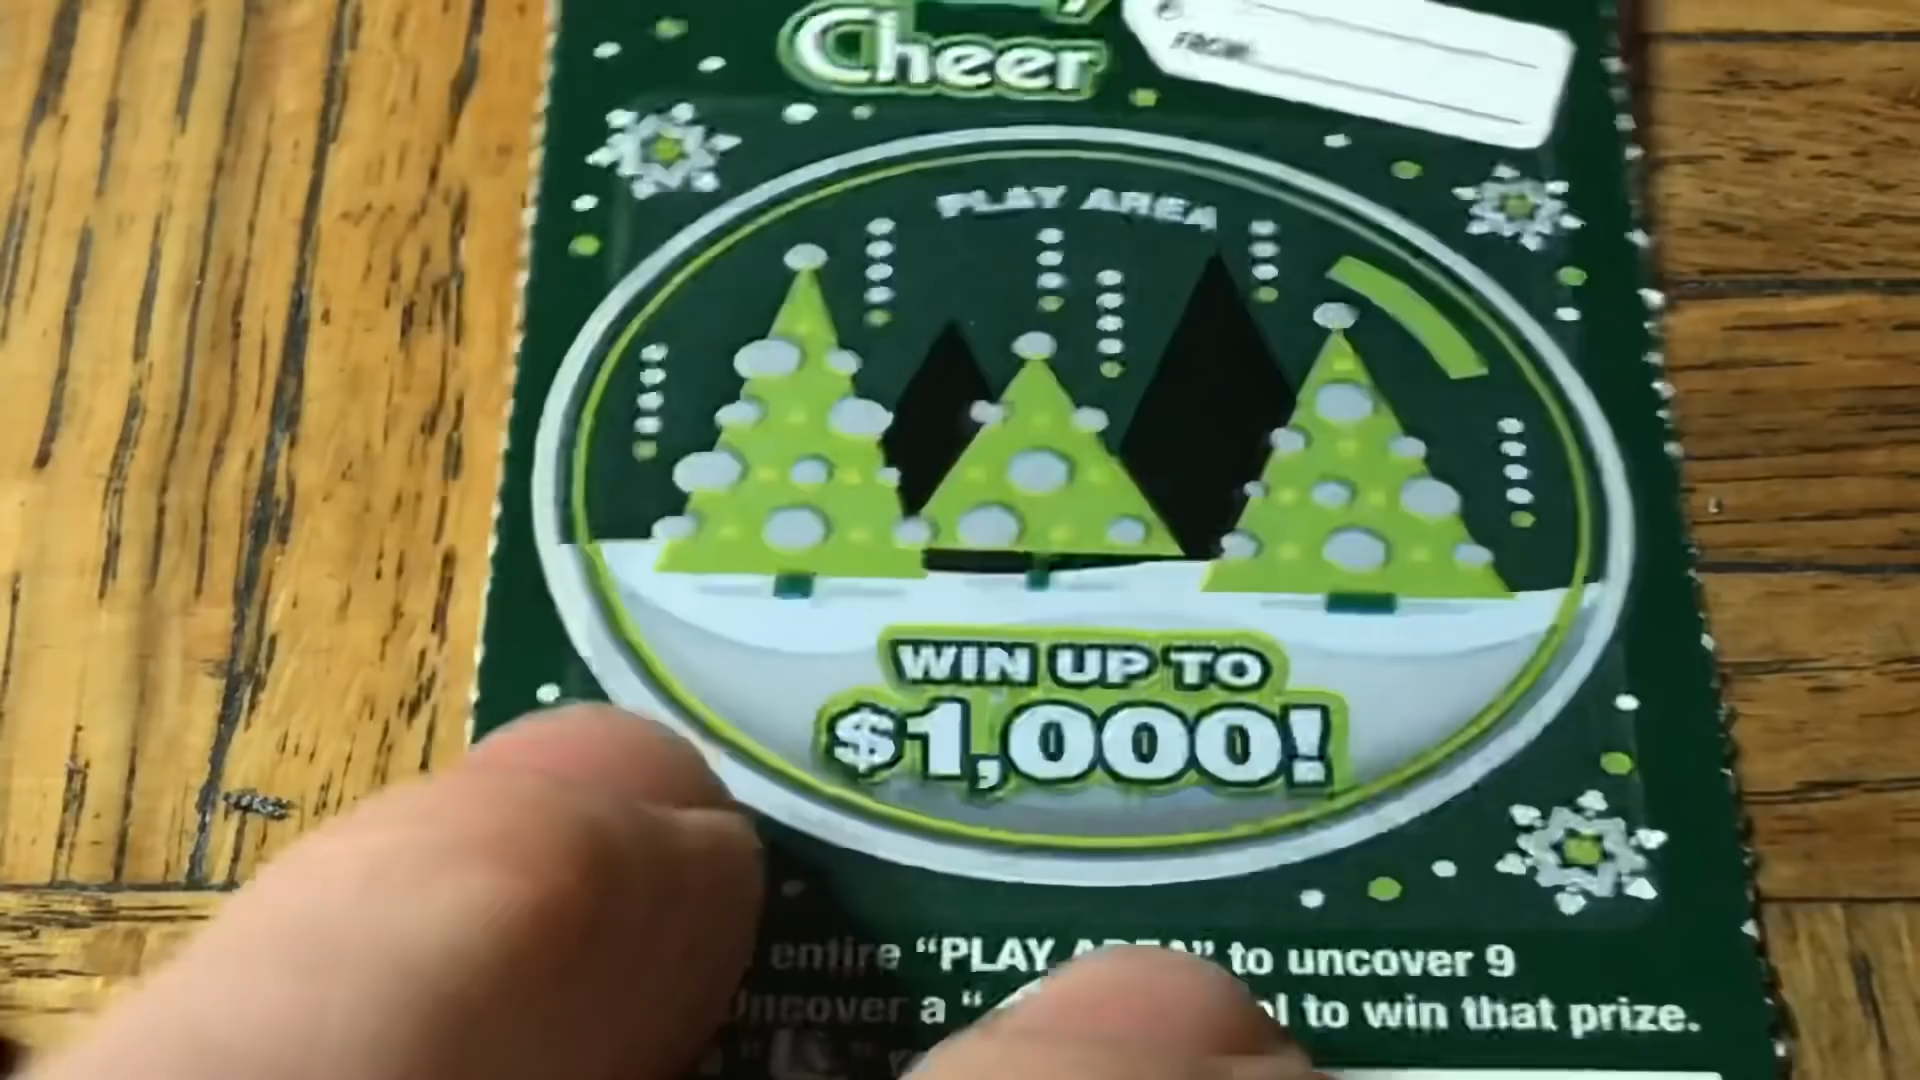 Cheer
FROM:
PLAY AREA
WIN UP TO
$1,000!
entire “PLAY AREA” to uncover 9
Uncover a “ to win that prize.